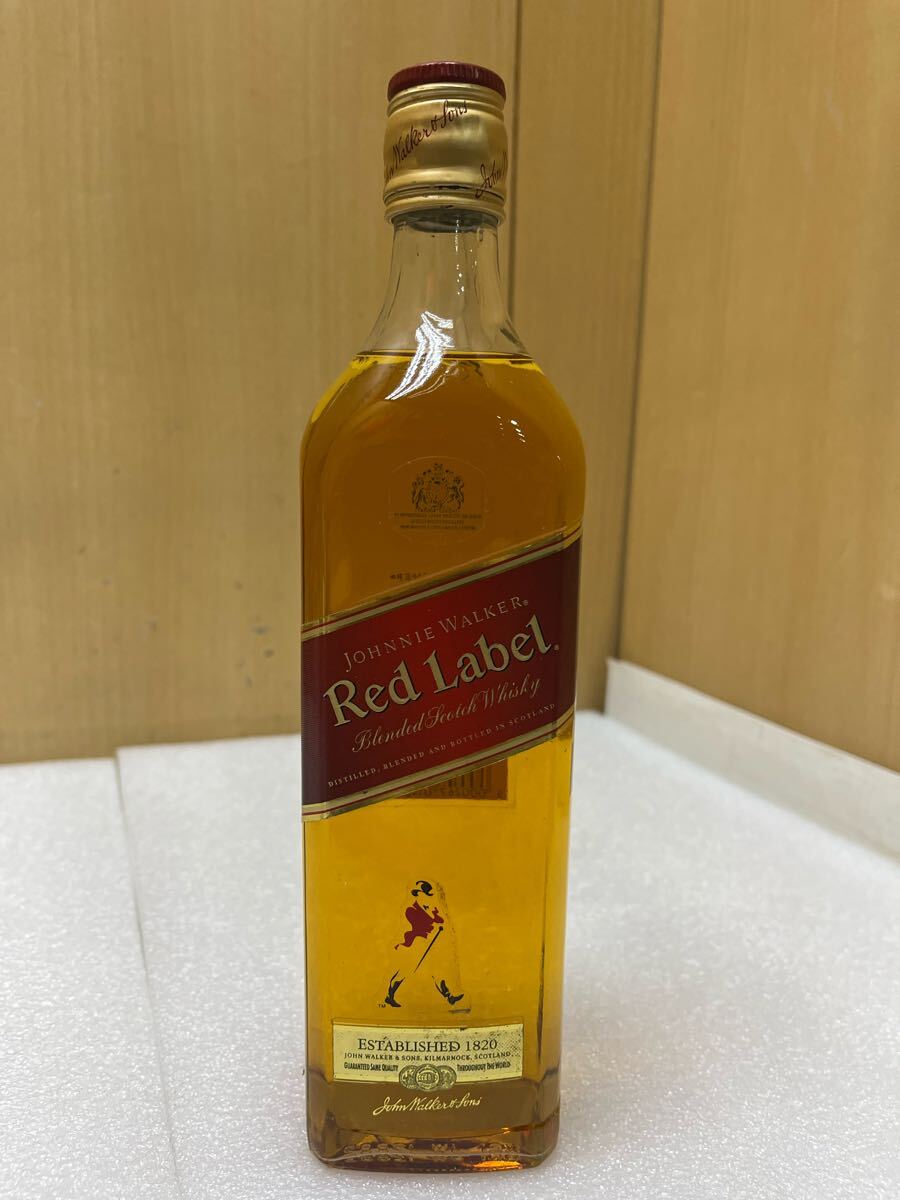 John Walker & Sons
JOHNNIE WALKER®
Red Label®
Blended Scotch Whisky
DISTILLED, BLENDED AND BOTTLED IN SCOTLAND
TM
ESTABLISHED 1820
JOHN WALKER & SONS, KILMARNOCK, SCOTLAND
GUARANTEED SAME QUALITY THROUGHOUT THE WORLD
John Walker & Sons